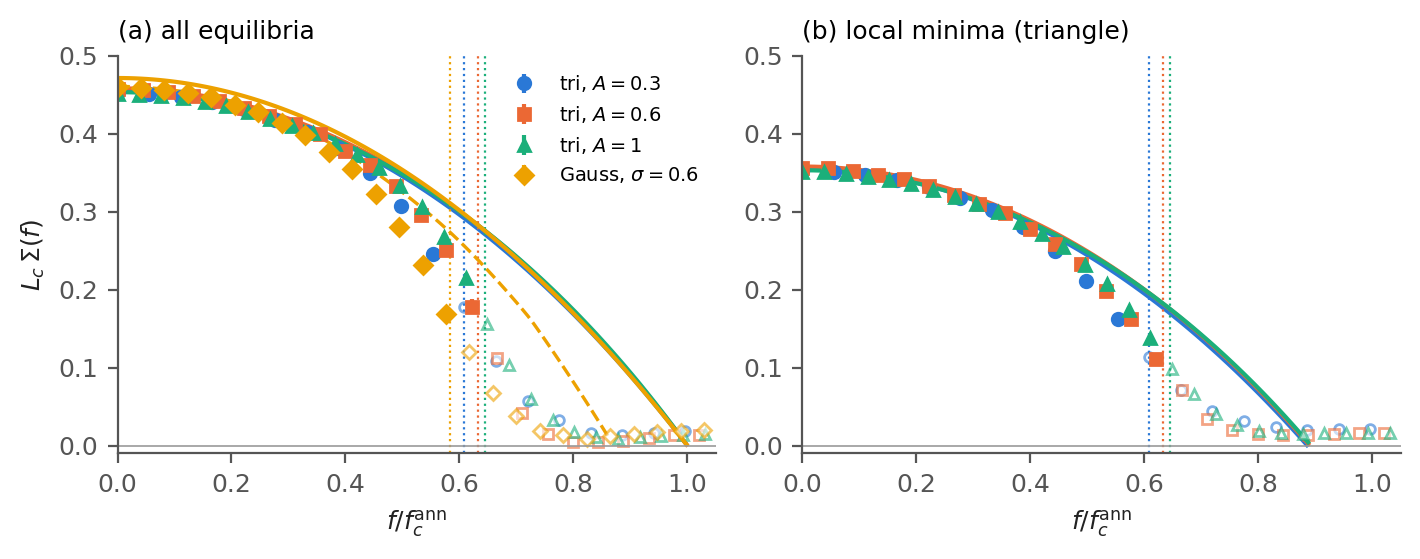 (a) all equilibria
0.5
0.4
0.3
0.2
0.1
0.0
L_c Σ(f)
tri, A = 0.3
tri, A = 0.6
tri, A = 1
Gauss, σ = 0.6
0.0 0.2 0.4 0.6 0.8 1.0
f/f_c^ann
(b) local minima (triangle)
0.5
0.4
0.3
0.2
0.1
0.0
0.0 0.2 0.4 0.6 0.8 1.0
f/f_c^ann